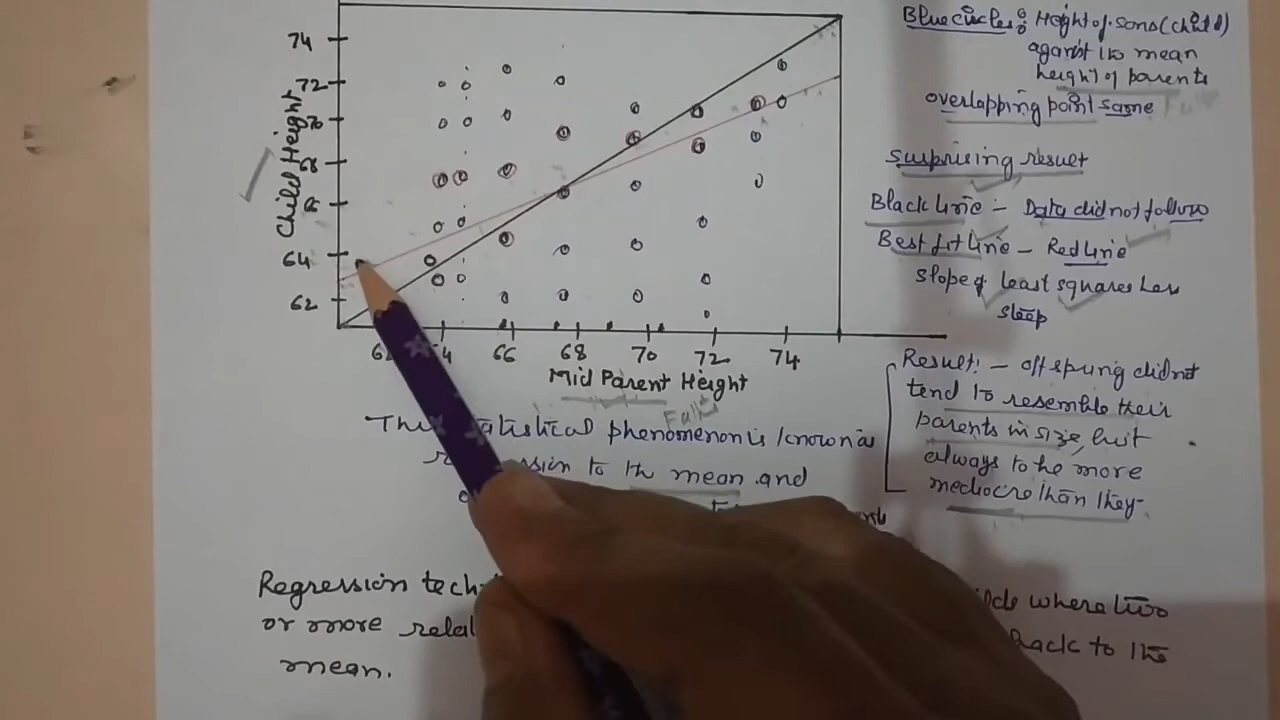 Blue circles: Height of sons (child)
against the mean
height of parents
overlapping point same
Surprising result
Black line - Data did not follow
Best fit line - Red line
Slope of least squares less
steep
Child Height
74
72
70
64
62
66
68
70
72
74
Mid Parent Height
Result! - offspring did not
tend to resemble their
parents in size, but
always to be more
mediocre than they
statistical phenomenon is known as
to the mean and
Regression
where two
or more
back to the
mean.